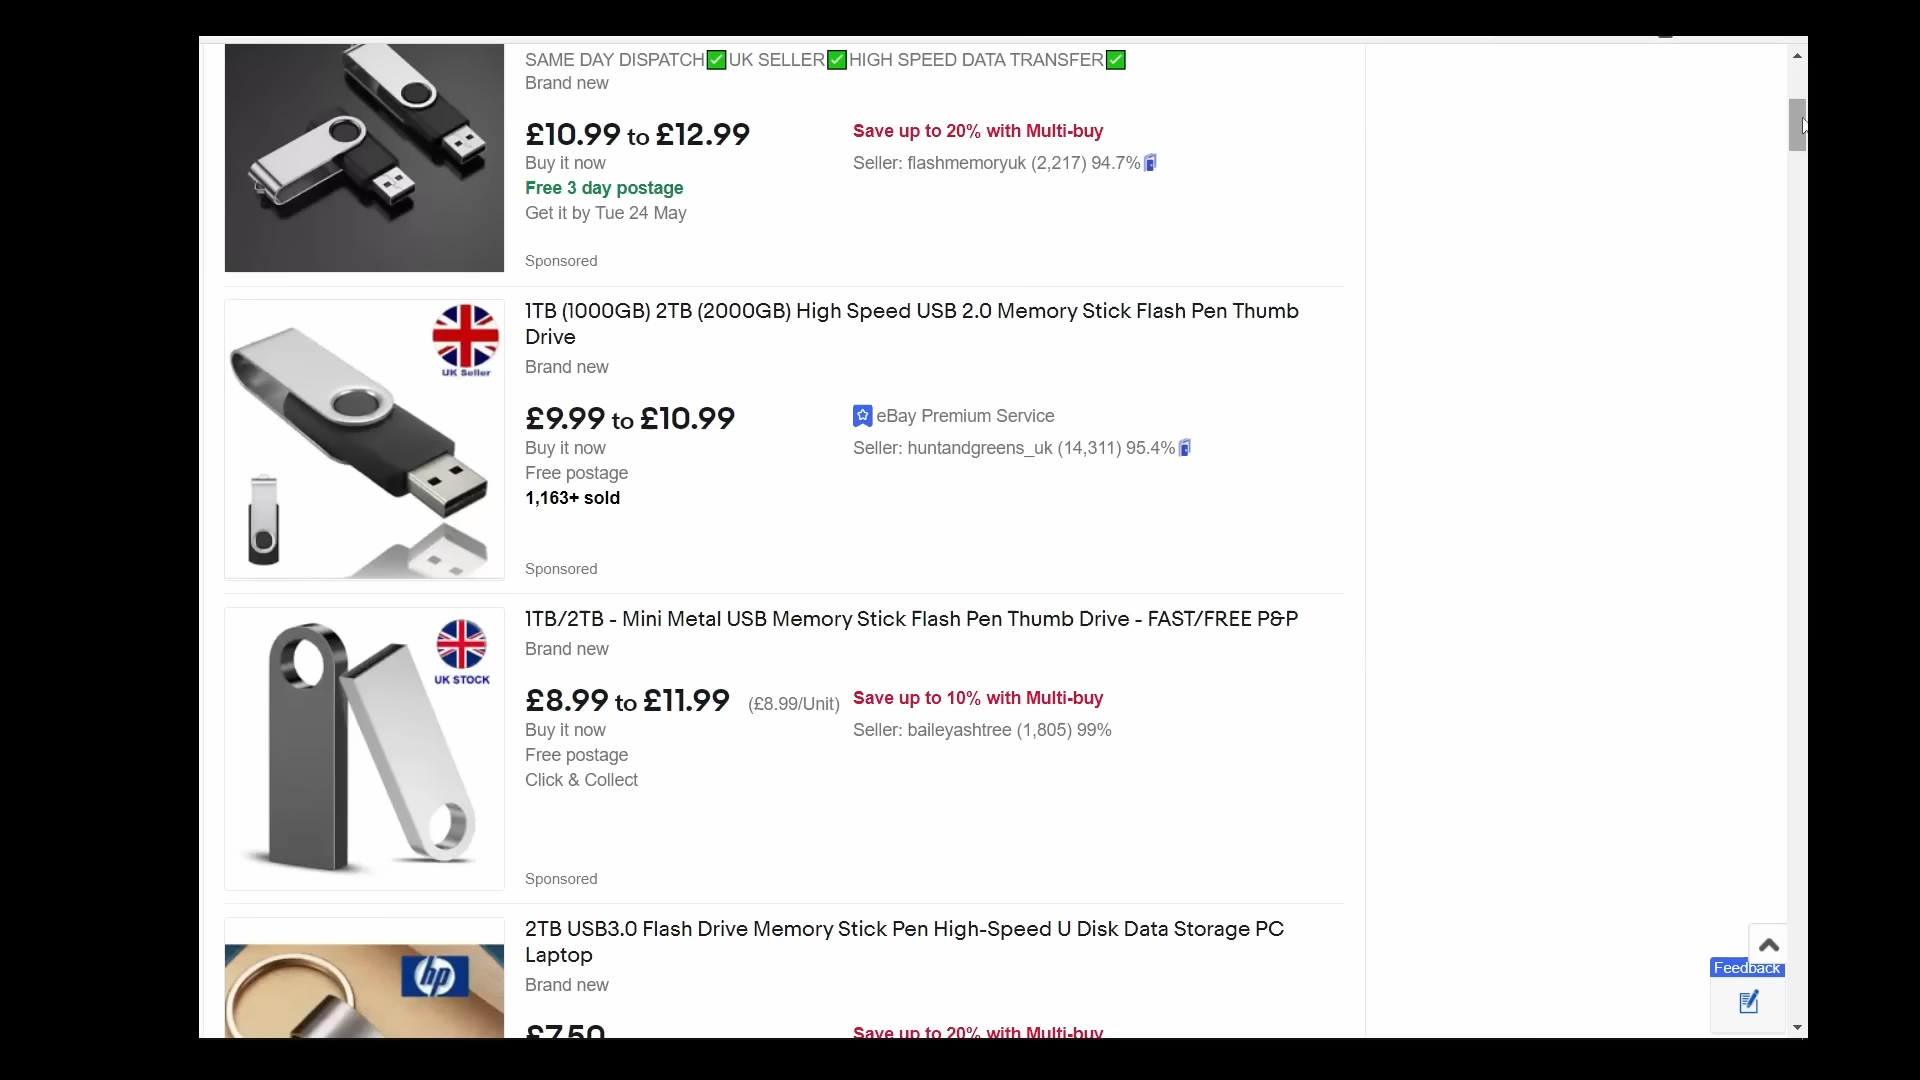 SAME DAY DISPATCH✅UK SELLER✅HIGH SPEED DATA TRANSFER✅
Brand new
£10.99 to £12.99
Save up to 20% with Multi-buy
Buy it now
Seller: flashmemoryuk (2,217) 94.7%
Free 3 day postage
Get it by Tue 24 May
Sponsored
UK Seller
1TB (1000GB) 2TB (2000GB) High Speed USB 2.0 Memory Stick Flash Pen Thumb
Drive
Brand new
£9.99 to £10.99
eBay Premium Service
Buy it now
Seller: huntandgreens_uk (14,311) 95.4%
Free postage
1,163+ sold
Sponsored
UK STOCK
1TB/2TB - Mini Metal USB Memory Stick Flash Pen Thumb Drive - FAST/FREE P&P
Brand new
£8.99 to £11.99 (£8.99/Unit)
Save up to 10% with Multi-buy
Buy it now
Seller: baileyashtree (1,805) 99%
Free postage
Click & Collect
Sponsored
hp
2TB USB3.0 Flash Drive Memory Stick Pen High-Speed U Disk Data Storage PC
Laptop
Brand new
£7.50
Save up to 20% with Multi-buy
Feedback